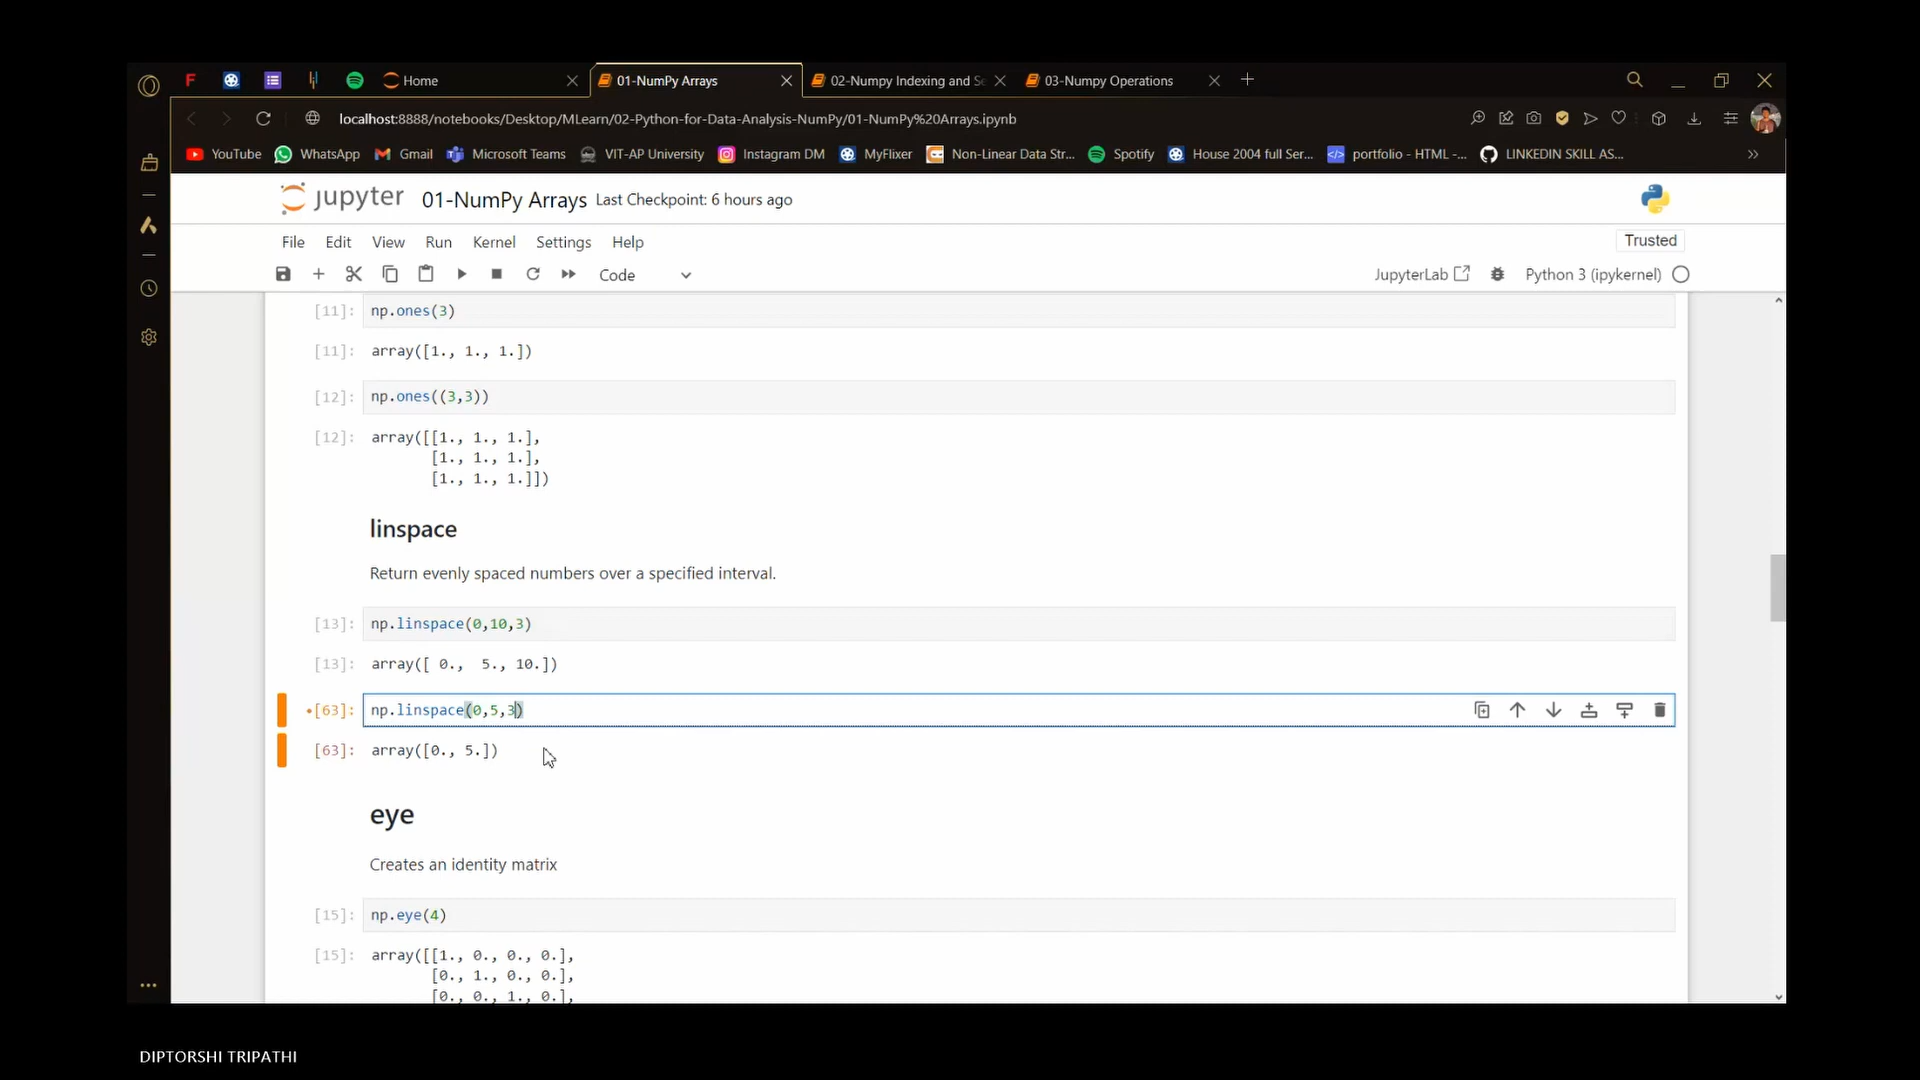 F Home 01-NumPy Arrays 02-Numpy Indexing and Se 03-Numpy Operations
localhost:8888/notebooks/Desktop/MLearn/02-Python-for-Data-Analysis-NumPy/01-NumPy%20Arrays.ipynb
YouTube WhatsApp Gmail Microsoft Teams VIT-AP University Instagram DM MyFlixer Non-Linear Data Str... Spotify House 2004 full Ser... portfolio - HTML -... LINKEDIN SKILL AS...
jupyter 01-NumPy Arrays Last Checkpoint: 6 hours ago
File Edit View Run Kernel Settings Help Trusted
Code JupyterLab Python 3 (ipykernel)
[11]: np.ones(3)
[11]: array([1., 1., 1.])
[12]: np.ones((3,3))
[12]: array([[1., 1., 1.],
[1., 1., 1.],
[1., 1., 1.]])
linspace
Return evenly spaced numbers over a specified interval.
[13]: np.linspace(0,10,3)
[13]: array([ 0.,  5., 10.])
•[63]: np.linspace(0,5,3)
[63]: array([0., 5.])
eye
Creates an identity matrix
[15]: np.eye(4)
[15]: array([[1., 0., 0., 0.],
[0., 1., 0., 0.],
[0., 0., 1., 0.],
DIPTORSHI TRIPATHI